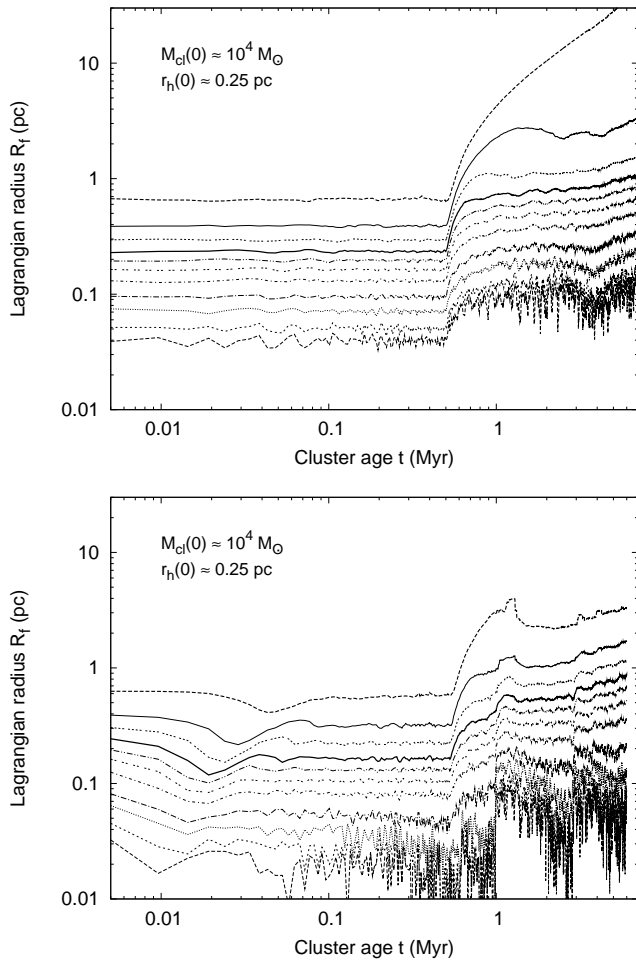 M_cl(0) ≈ 10^4 M_⊙
r_h(0) ≈ 0.25 pc
Lagrangian radius R_f (pc)
10
1
0.1
0.01
0.01
0.1
1
Cluster age t (Myr)
M_cl(0) ≈ 10^4 M_⊙
r_h(0) ≈ 0.25 pc
Lagrangian radius R_f (pc)
10
1
0.1
0.01
0.01
0.1
1
Cluster age t (Myr)